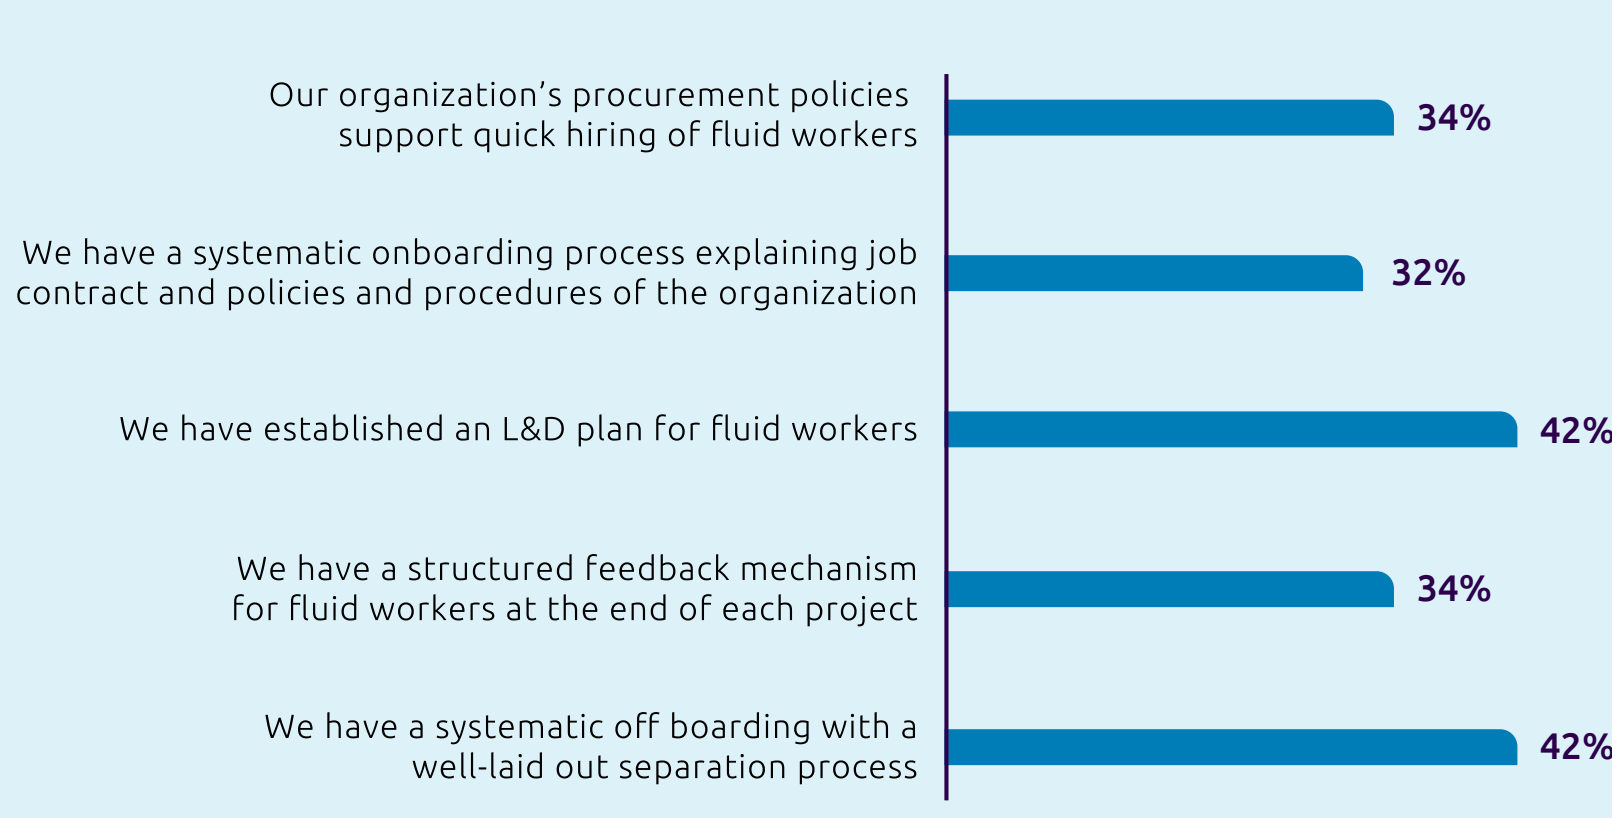 Our organization’s procurement policies
support quick hiring of fluid workers
34%
We have a systematic onboarding process explaining job
contract and policies and procedures of the organization
32%
We have established an L&D plan for fluid workers
42%
We have a structured feedback mechanism
for fluid workers at the end of each project
34%
We have a systematic off boarding with a
well-laid out separation process
42%